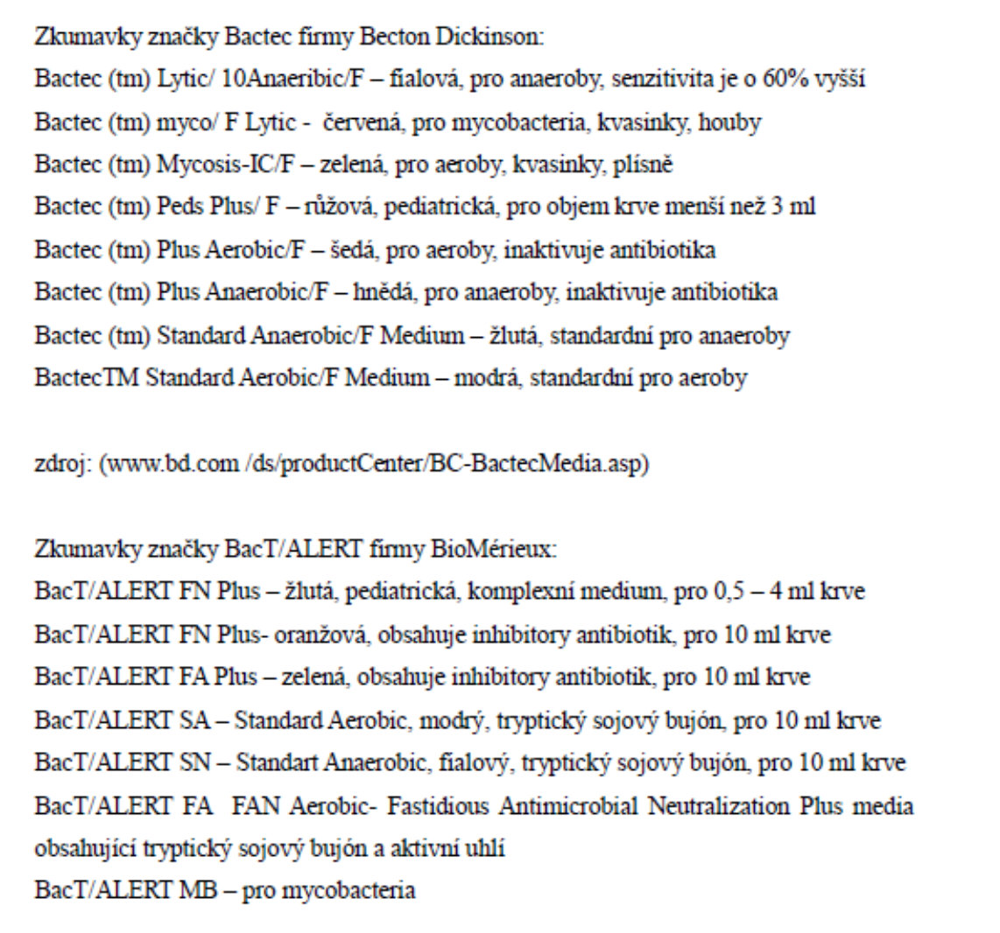 Zkumavky značky Bactec firmy Becton Dickinson:
Bactec (tm) Lytic/ 10Anaeribic/F – fialová, pro anaeroby, senzitivita je o 60% vyšší
Bactec (tm) myco/ F Lytic - červená, pro mycobacteria, kvasinky, houby
Bactec (tm) Mycosis-IC/F – zelená, pro aeroby, kvasinky, plísně
Bactec (tm) Peds Plus/ F – růžová, pediatrická, pro objem krve menší než 3 ml
Bactec (tm) Plus Aerobic/F – šedá, pro aeroby, inaktivuje antibiotika
Bactec (tm) Plus Anaerobic/F – hnědá, pro anaeroby, inaktivuje antibiotika
Bactec (tm) Standard Anaerobic/F Medium – žlutá, standardní pro anaeroby
BactecTM Standard Aerobic/F Medium – modrá, standardní pro aeroby
zdroj: (www.bd.com /ds/productCenter/BC-BactecMedia.asp)
Zkumavky značky BacT/ALERT firmy BioMérieux:
BacT/ALERT FN Plus – žlutá, pediatrická, komplexní medium, pro 0,5 – 4 ml krve
BacT/ALERT FN Plus- oranžová, obsahuje inhibitory antibiotik, pro 10 ml krve
BacT/ALERT FA Plus – zelená, obsahuje inhibitory antibiotik, pro 10 ml krve
BacT/ALERT SA – Standard Aerobic, modrý, tryptický sojový bujón, pro 10 ml krve
BacT/ALERT SN – Standart Anaerobic, fialový, tryptický sojový bujón, pro 10 ml krve
BacT/ALERT FA FAN Aerobic- Fastidious Antimicrobial Neutralization Plus media
obsahující tryptický sojový bujón a aktivní uhlí
BacT/ALERT MB – pro mycobacteria